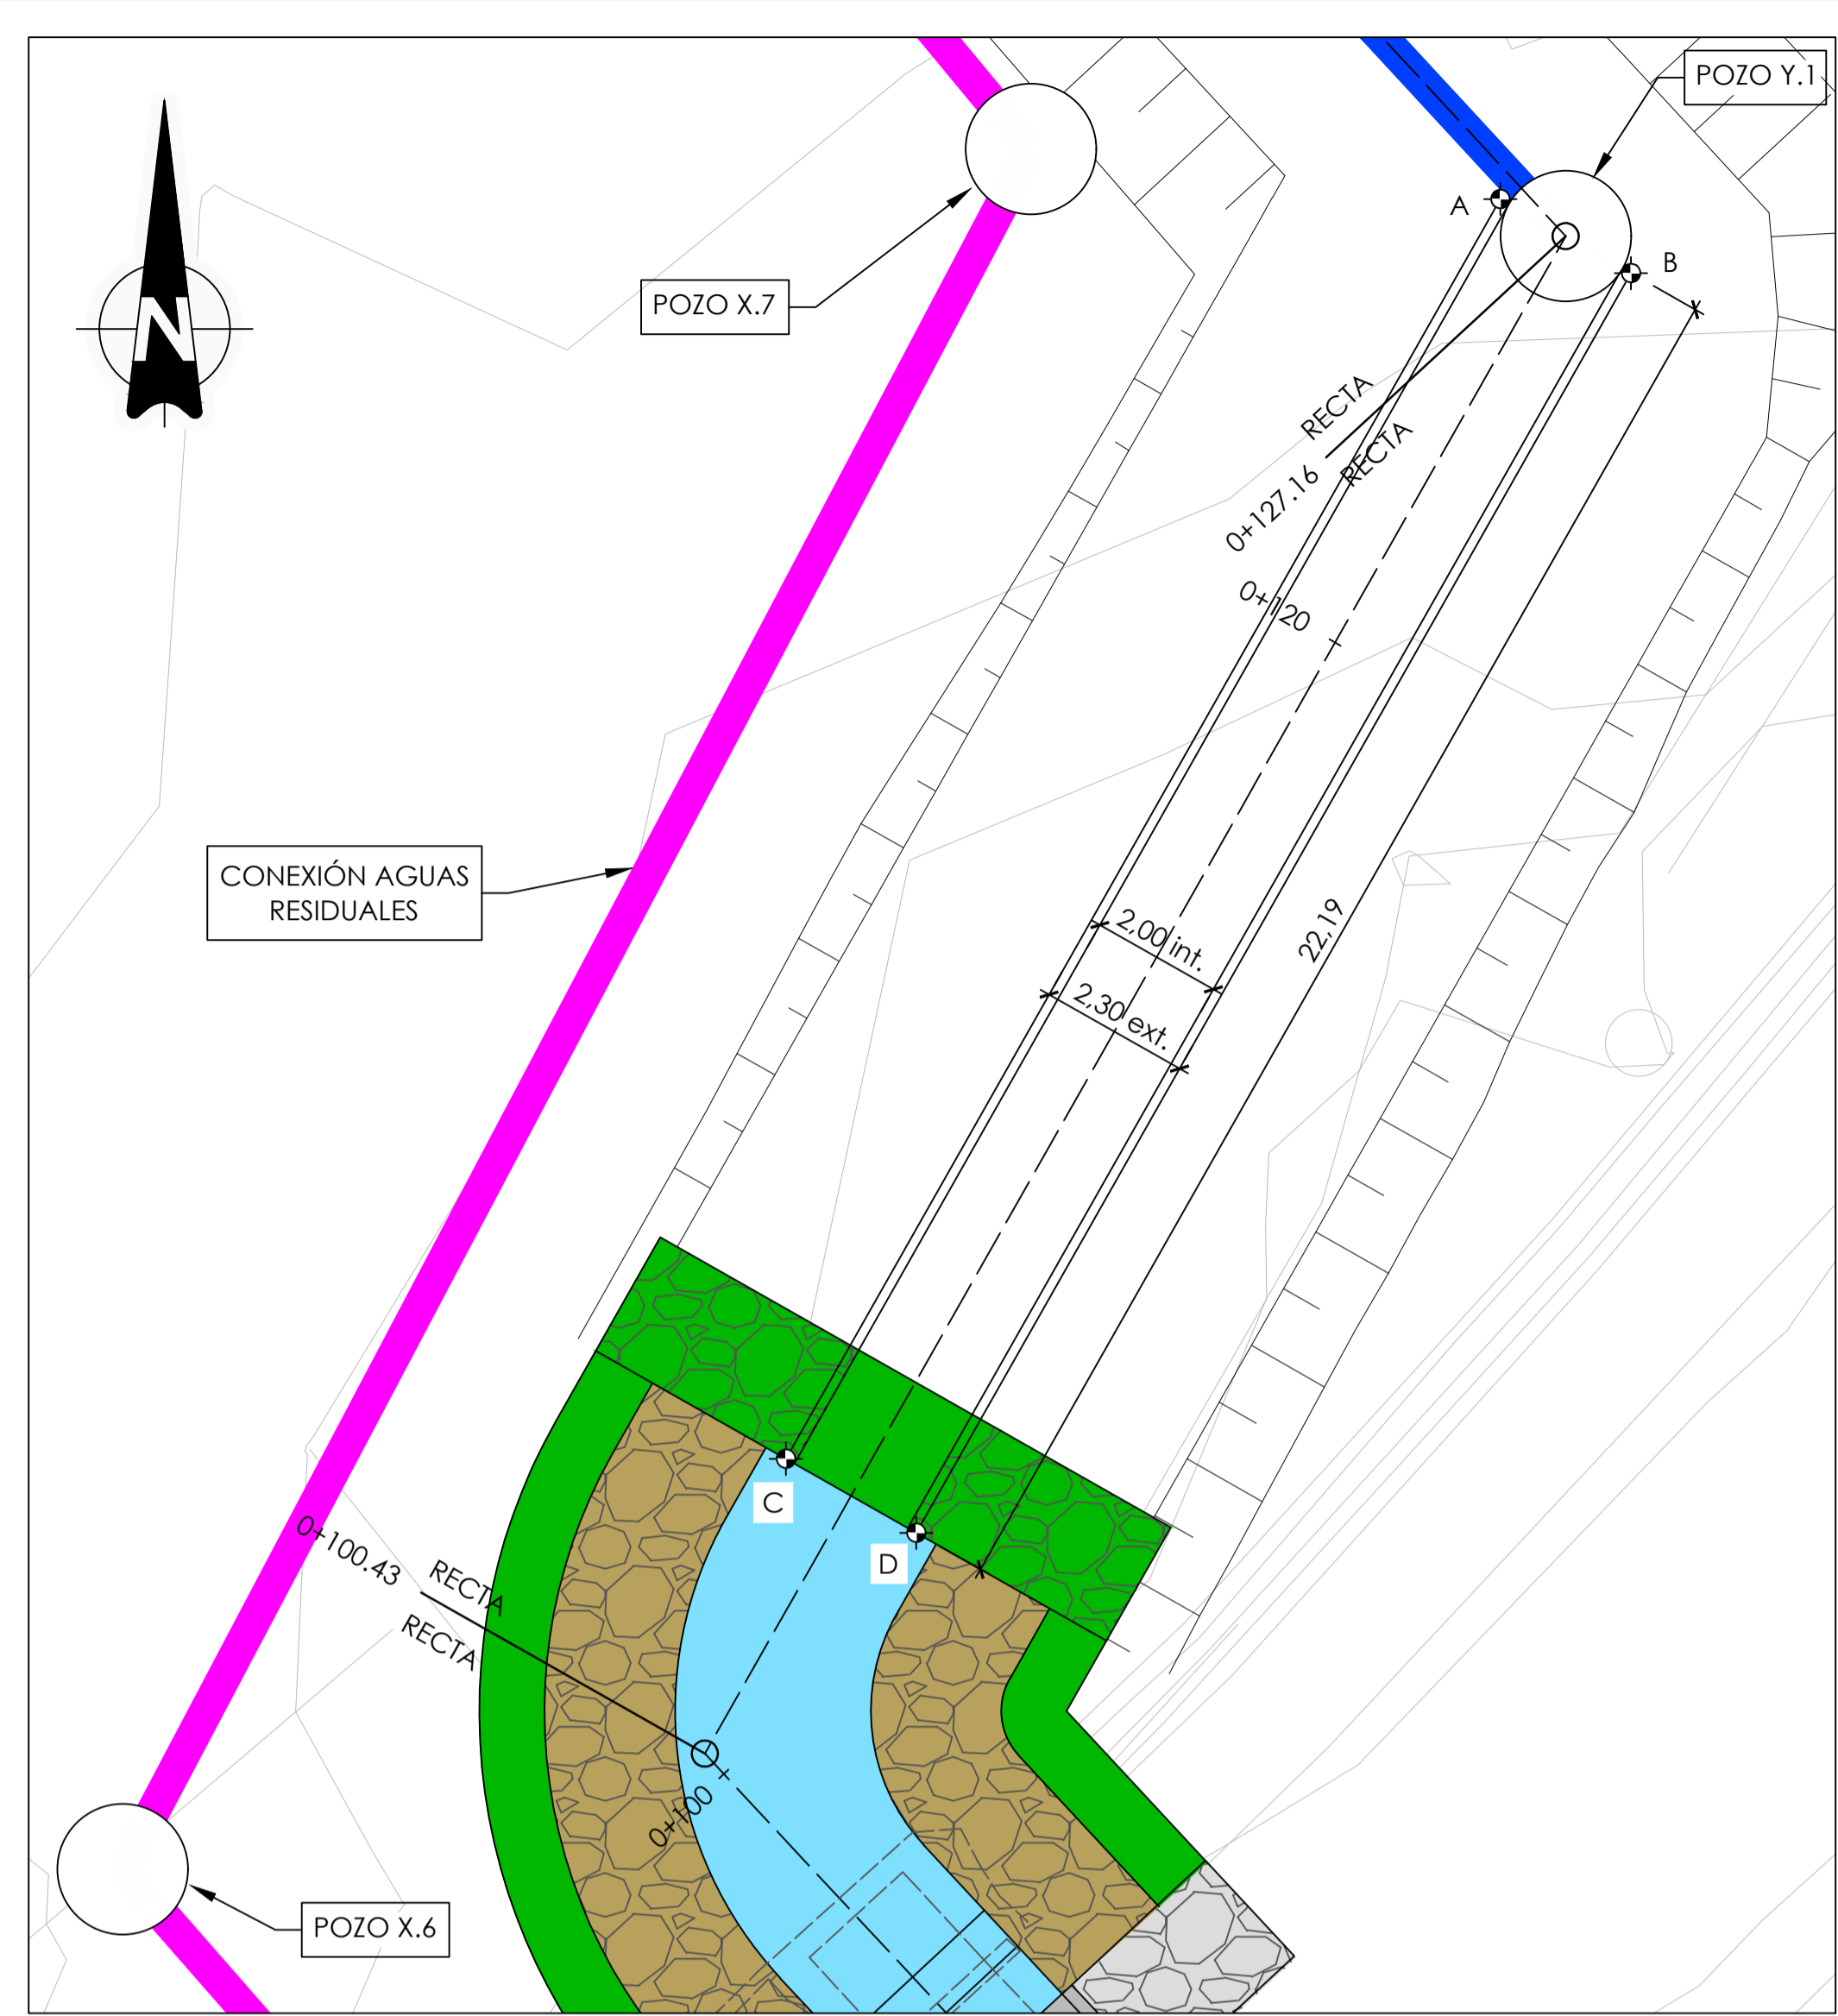 POZO Y.1
N
A
B
POZO X.7
RECTA
RECTA
0+127.16
0+120
CONEXIÓN AGUAS
RESIDUALES
2,00 int.
22,19
2,30 ext.
C
D
0+100.43
RECTA
RECTA
0+100
POZO X.6